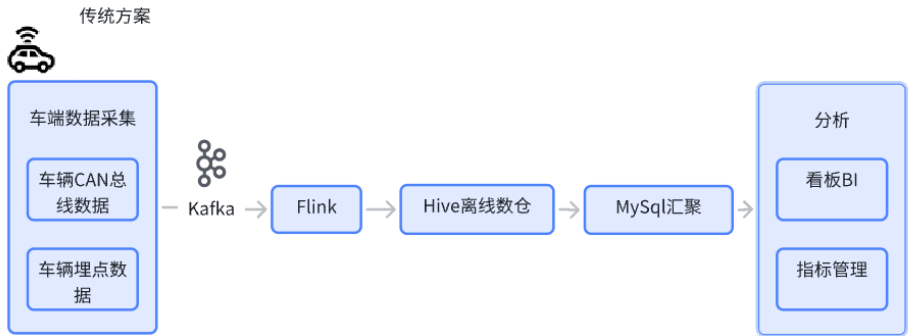 传统方案
车端数据采集
车辆CAN总
线数据
车辆埋点数
据
Kafka
Flink
Hive离线数仓
MySql汇聚
分析
看板BI
指标管理